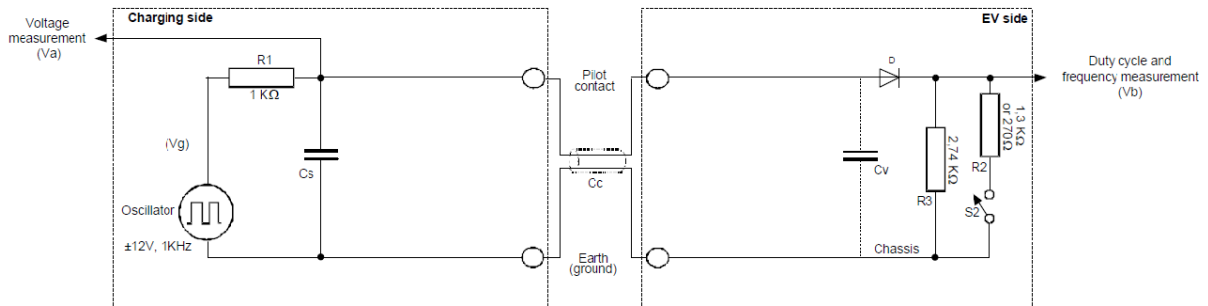 Charging side
EV side
Voltage
measurement
(Va)
R1
1 KΩ
Pilot
contact
D
Duty cycle and
frequency measurement
(Vb)
(Vg)
1,3 KΩ
or 270Ω
2,74 KΩ
Cs
Cc
Cv
R2
Oscillator
R3
S2
±12V, 1KHz
Chassis
Earth
(ground)